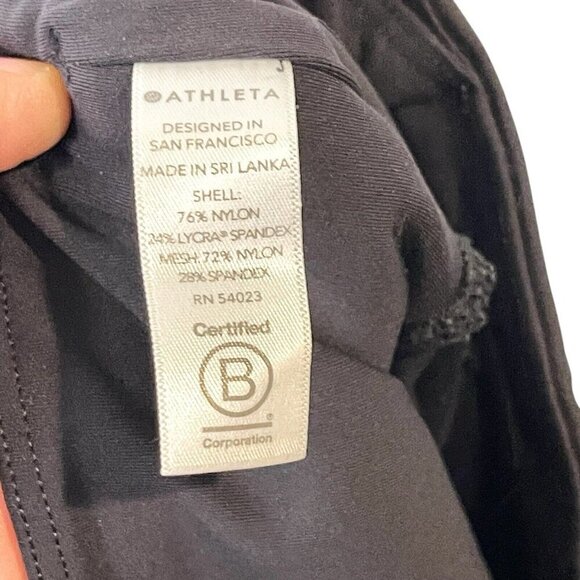 ATHLETA
DESIGNED IN
SAN FRANCISCO
MADE IN SRI LANKA
SHELL:
76% NYLON
24% LYCRA® SPANDEX
MESH: 72% NYLON
28% SPANDEX
RN 54023
Certified
B
®
Corporation